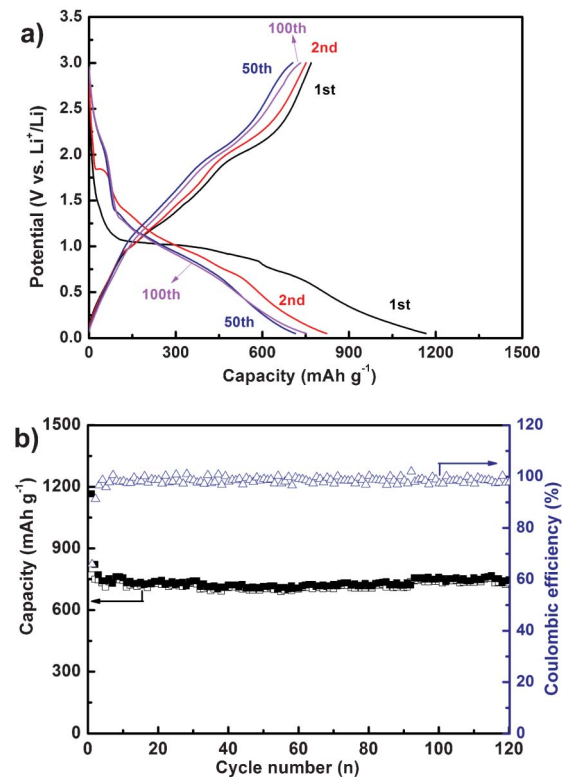 a)
100th
2nd
50th
1st
3.5
3.0
2.5
2.0
1.5
1.0
0.5
0.0
Potential (V vs. Li⁺/Li)
100th
50th
2nd
1st
0 300 600 900 1200 1500
Capacity (mAh g⁻¹)
b)
1500
1200
900
600
300
0
Capacity (mAh g⁻¹)
120
100
80
60
40
20
0
Coulombic efficiency (%)
0 20 40 60 80 100 120
Cycle number (n)